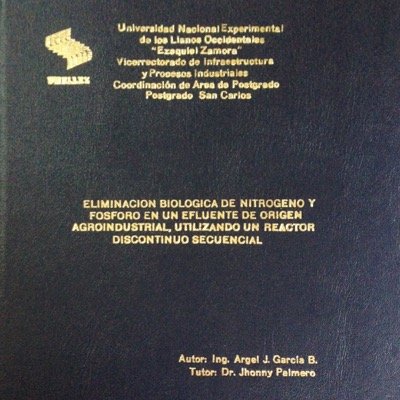 UNELLEZ
Universidad Nacional Experimental
de los Llanos Occidentales
"Ezequiel Zamora"
Vicerrectorado de Infraestructura
y Procesos Industriales
Coordinación de Area de Postgrado
Postgrado San Carlos
ELIMINACION BIOLOGICA DE NITROGENO Y
FOSFORO EN UN EFLUENTE DE ORIGEN
AGROINDUSTRIAL, UTILIZANDO UN REACTOR
DISCONTINUO SECUENCIAL
Autor: Ing. Argel J. García B.
Tutor: Dr. Jhonny Palmero